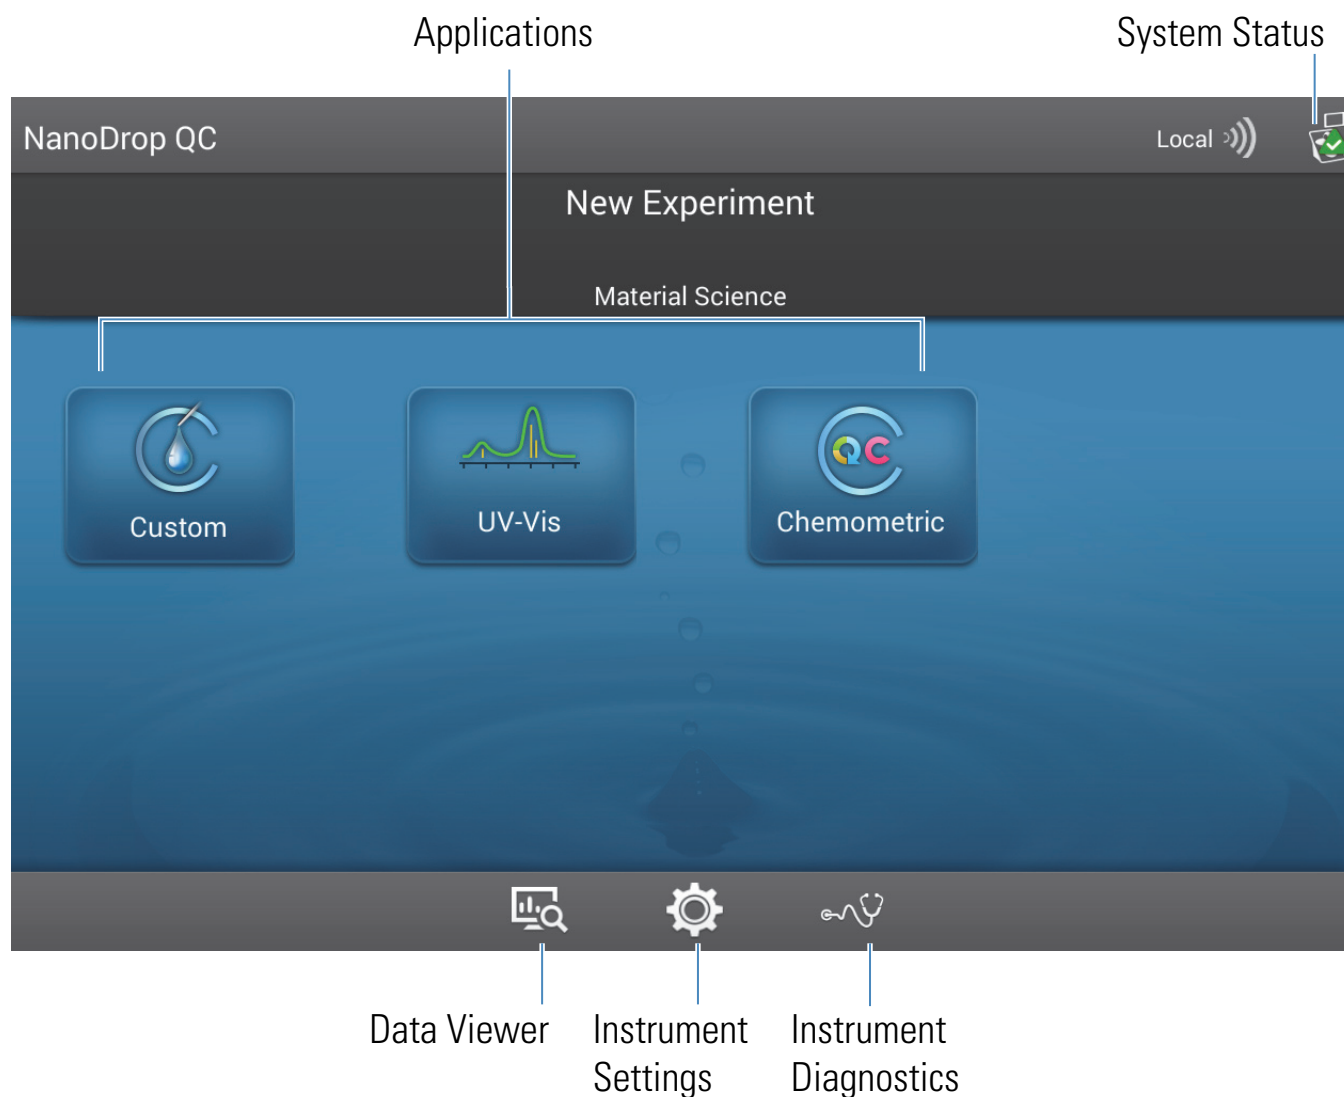 Applications
System Status
NanoDrop QC
Local
New Experiment
Material Science
Custom
UV-Vis
QC
Chemometric
Data Viewer
Instrument
Settings
Instrument
Diagnostics